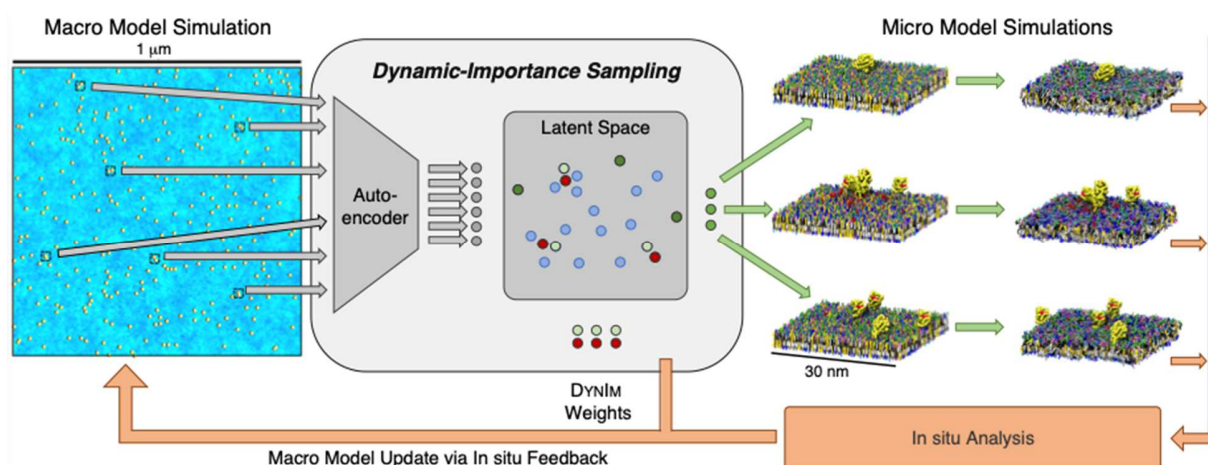 Macro Model Simulation
1 μm
Dynamic-Importance Sampling
Micro Model Simulations
Latent Space
Auto-
encoder
30 nm
DYNIM
Weights
In situ Analysis
Macro Model Update via In situ Feedback